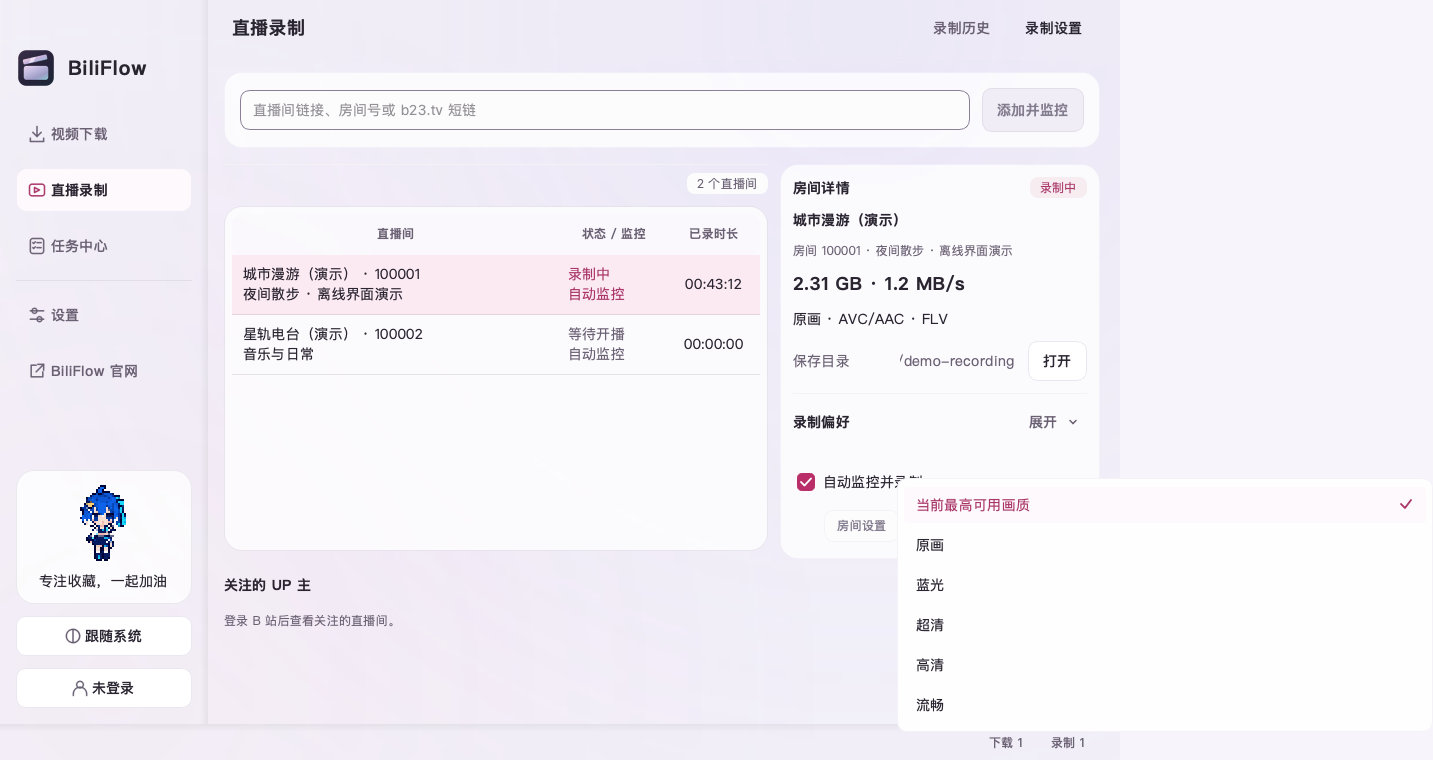 直播录制
录制历史
录制设置
BiliFlow
视频下载
直播录制
任务中心
设置
BiliFlow 官网
专注收藏，一起加油
跟随系统
未登录
直播间链接、房间号或 b23.tv 短链
添加并监控
2 个直播间
直播间 状态 / 监控 已录时长
城市漫游（演示） · 100001
夜间散步 · 离线界面演示
录制中
自动监控
00:43:12
星轨电台（演示） · 100002
音乐与日常
等待开播
自动监控
00:00:00
关注的 UP 主
登录 B 站后查看关注的直播间。
房间详情
录制中
城市漫游（演示）
房间 100001 · 夜间散步 · 离线界面演示
2.31 GB · 1.2 MB/s
原画 · AVC/AAC · FLV
保存目录
/demo-recording
打开
录制偏好
展开
自动监控并
房间设置
当前最高可用画质
原画
蓝光
超清
高清
流畅
下载 1
录制 1